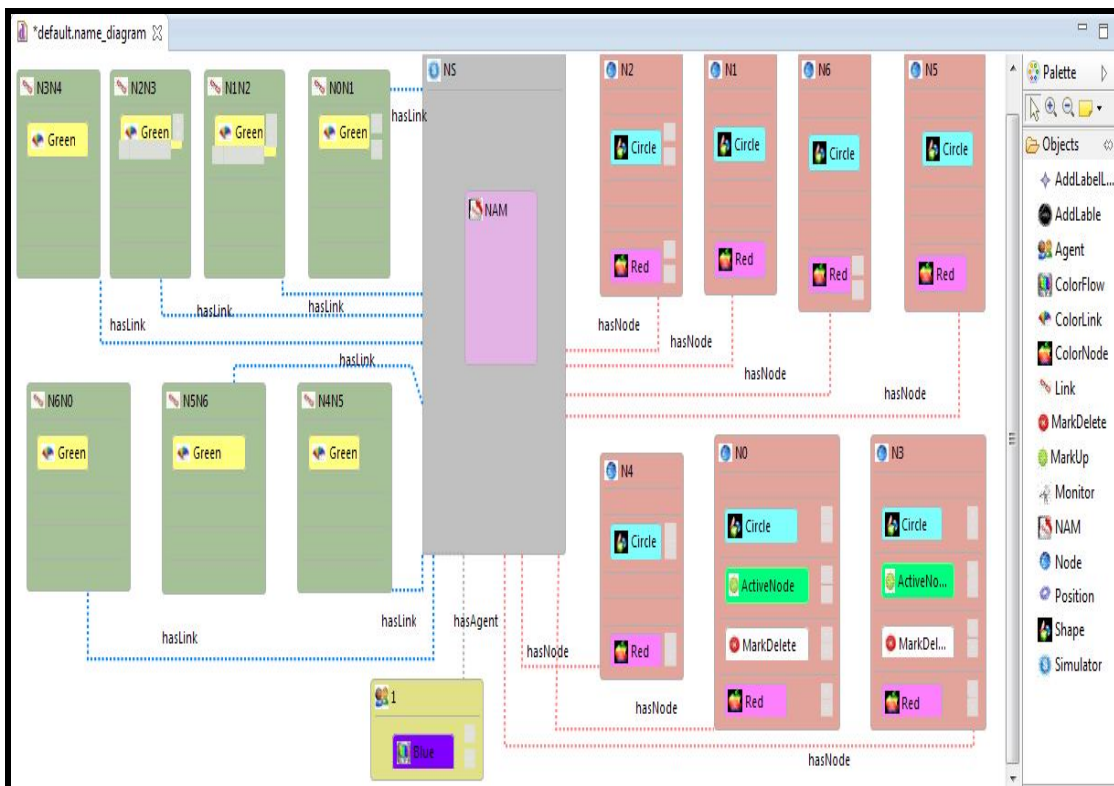 *default.name_diagram
N3N4
Green
N2N3
Green
N1N2
Green
N0N1
Green
hasLink
NS
NAM
N2
Circle
Red
N1
Circle
Red
N6
Circle
Red
N5
Circle
Red
hasLink
hasLink
hasLink
hasLink
hasNode
hasNode
hasNode
hasNode
N6N0
Green
N5N6
Green
N4N5
Green
hasLink
hasLink
hasAgent
hasNode
hasNode
hasNode
N4
Circle
Red
N0
Circle
ActiveNode
MarkDelete
Red
N3
Circle
ActiveNo...
MarkDel...
Red
1
Blue
Palette
Objects
AddLabelL...
AddLable
Agent
ColorFlow
ColorLink
ColorNode
Link
MarkDelete
MarkUp
Monitor
NAM
Node
Position
Shape
Simulator